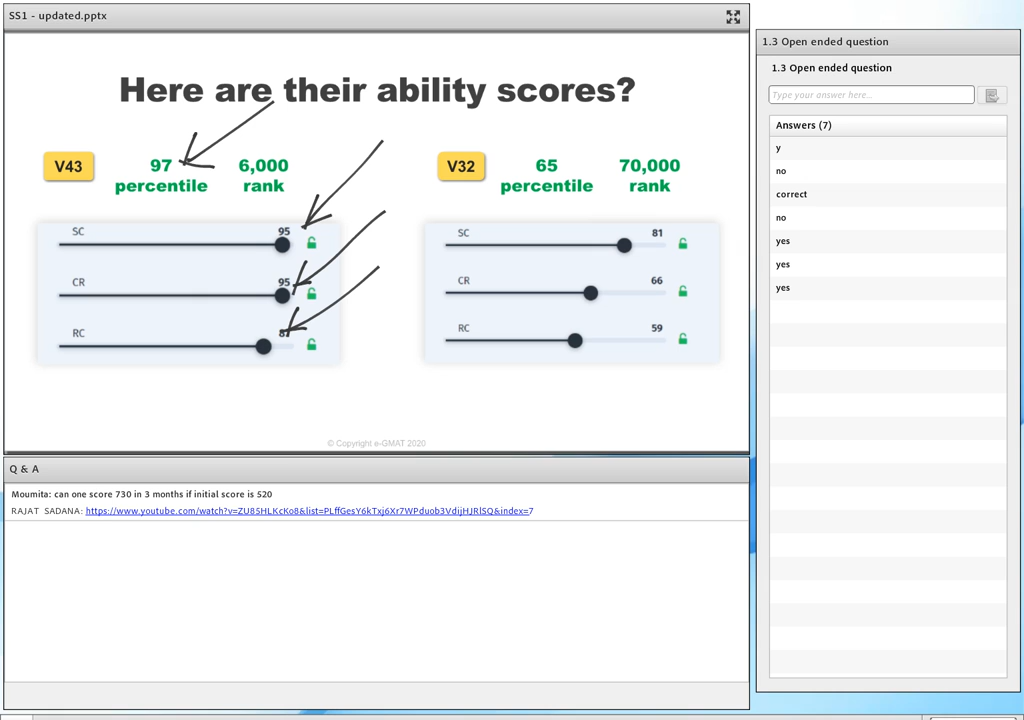 SS1 - updated.pptx
Here are their ability scores?
V43
97 percentile
6,000 rank
SC 95
CR 95
RC
V32
65 percentile
70,000 rank
SC 81
CR 66
RC 59
© Copyright e-GMAT 2020
Q & A
Moumita: can one score 730 in 3 months if initial score is 520
RAJAT SADANA: https://www.youtube.com/watch?v=ZU85HLKcKo8&list=PLffGesY6kTxj6Xr7WPduob3VdijHJRlSQ&index=7
1.3 Open ended question
1.3 Open ended question
Type your answer here...
Answers (7)
y
no
correct
no
yes
yes
yes